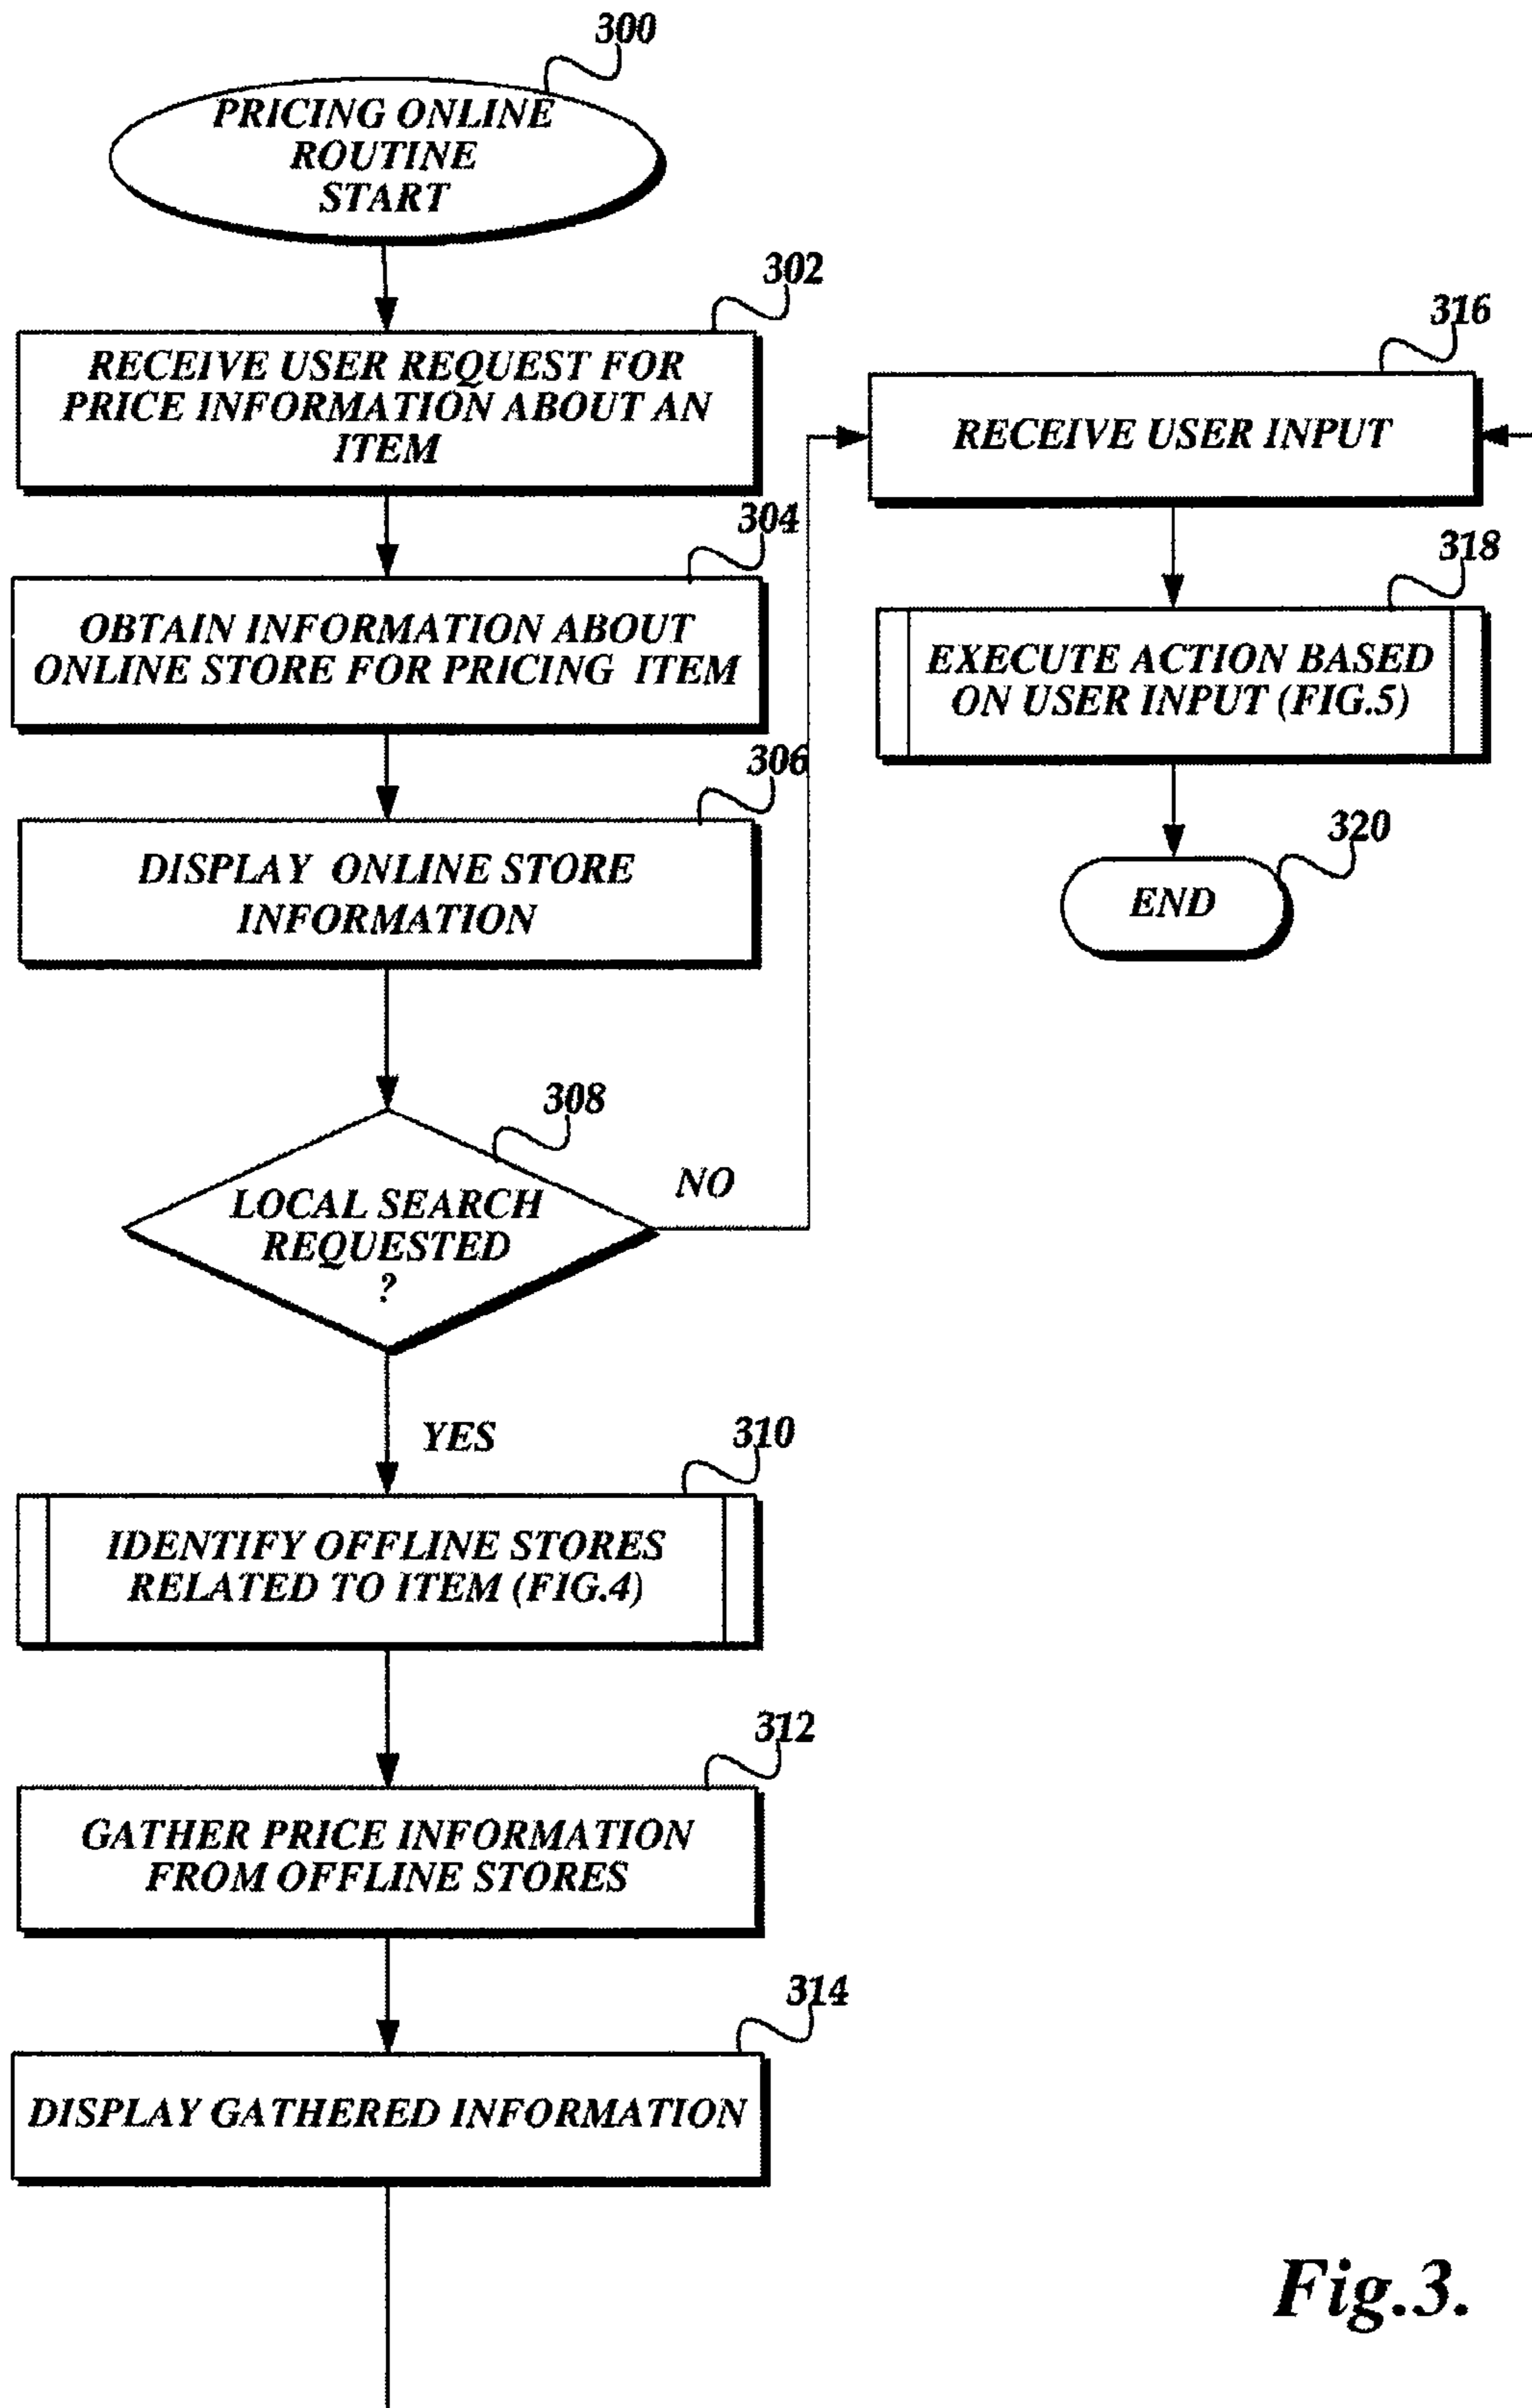 300
PRICING ONLINE
ROUTINE
START
302
RECEIVE USER REQUEST FOR
PRICE INFORMATION ABOUT AN
ITEM
304
OBTAIN INFORMATION ABOUT
ONLINE STORE FOR PRICING ITEM
306
DISPLAY ONLINE STORE
INFORMATION
308
LOCAL SEARCH
REQUESTED
?
NO
YES
310
IDENTIFY OFFLINE STORES
RELATED TO ITEM (FIG.4)
312
GATHER PRICE INFORMATION
FROM OFFLINE STORES
314
DISPLAY GATHERED INFORMATION
316
RECEIVE USER INPUT
318
EXECUTE ACTION BASED
ON USER INPUT (FIG.5)
320
END
Fig.3.